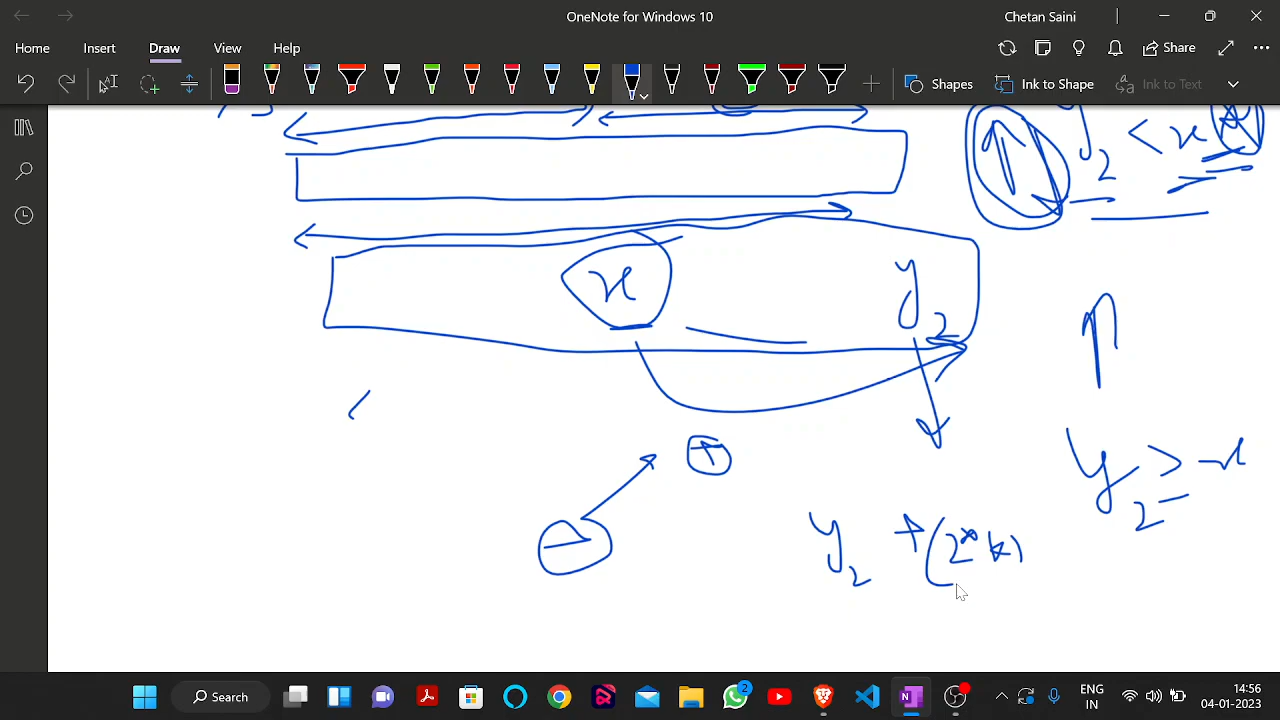 OneNote for Windows 10
Chetan Saini
Home Insert Draw View Help
Share
Shapes
Ink to Shape
Ink to Text
y2 < x
x
y2
+
y2 ≥ x
−
y2 + (2*k)
Search
2
ENG
IN
14:56
04-01-2023